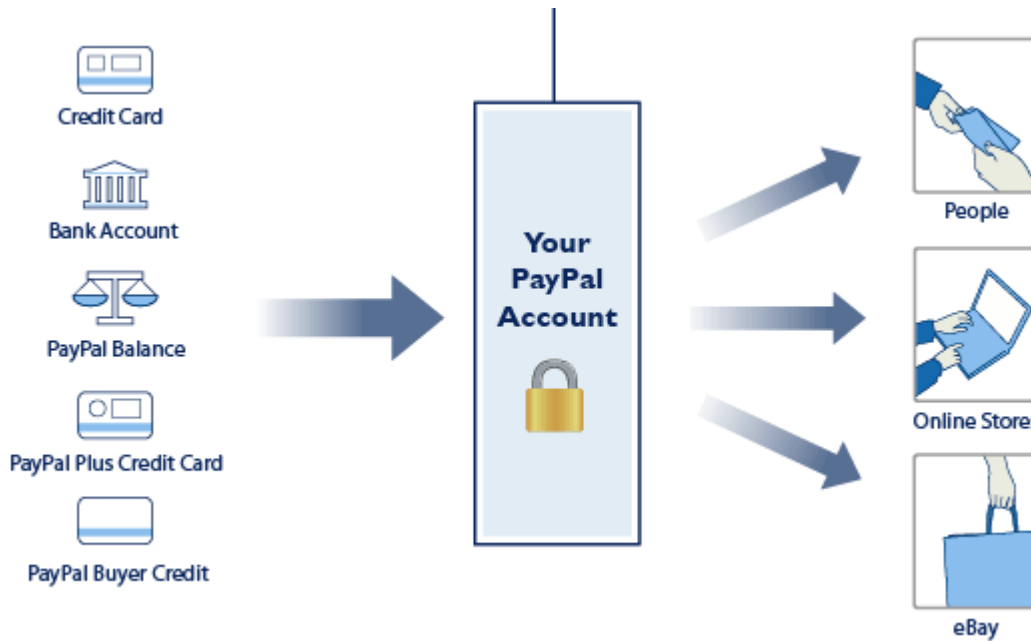 Credit Card
Bank Account
PayPal Balance
PayPal Plus Credit Card
PayPal Buyer Credit
Your
PayPal
Account
People
Online Store
eBay